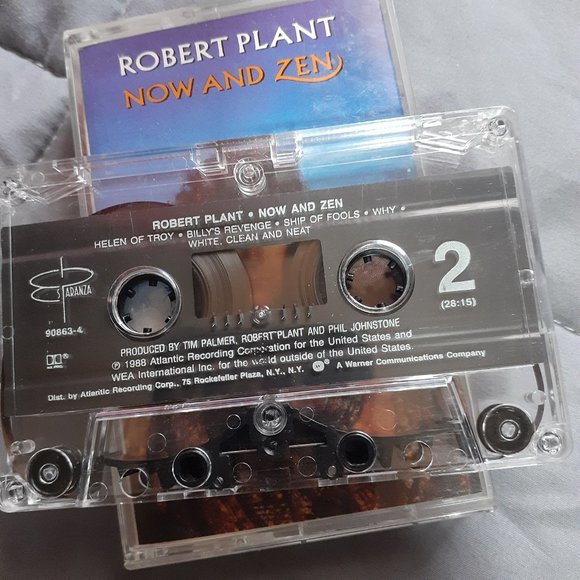 ROBERT PLANT
NOW AND ZEN
ROBERT PLANT • NOW AND ZEN
HELEN OF TROY • BILLY'S REVENGE • SHIP OF FOOLS • WHY •
WHITE, CLEAN AND NEAT
ES PARANZA
2
(28:15)
90863-4
PRODUCED BY TIM PALMER, ROBERT PLANT AND PHIL JOHNSTONE
℗ 1988 Atlantic Recording Corporation for the United States and
WEA International Inc. for the world outside of the United States.
Dist. by Atlantic Recording Corp., 75 Rockefeller Plaza, N.Y., N.Y. A Warner Communications Company